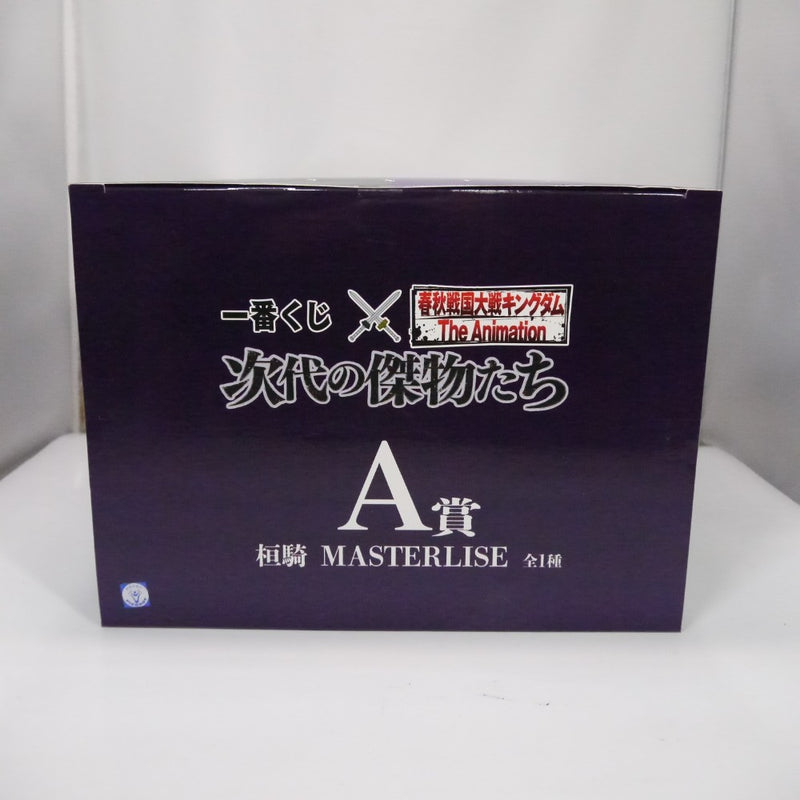 一番くじ
春秋戦国大戦キングダム
The Animation
次代の傑物たち
A賞
桓騎 MASTERLISE 全1種